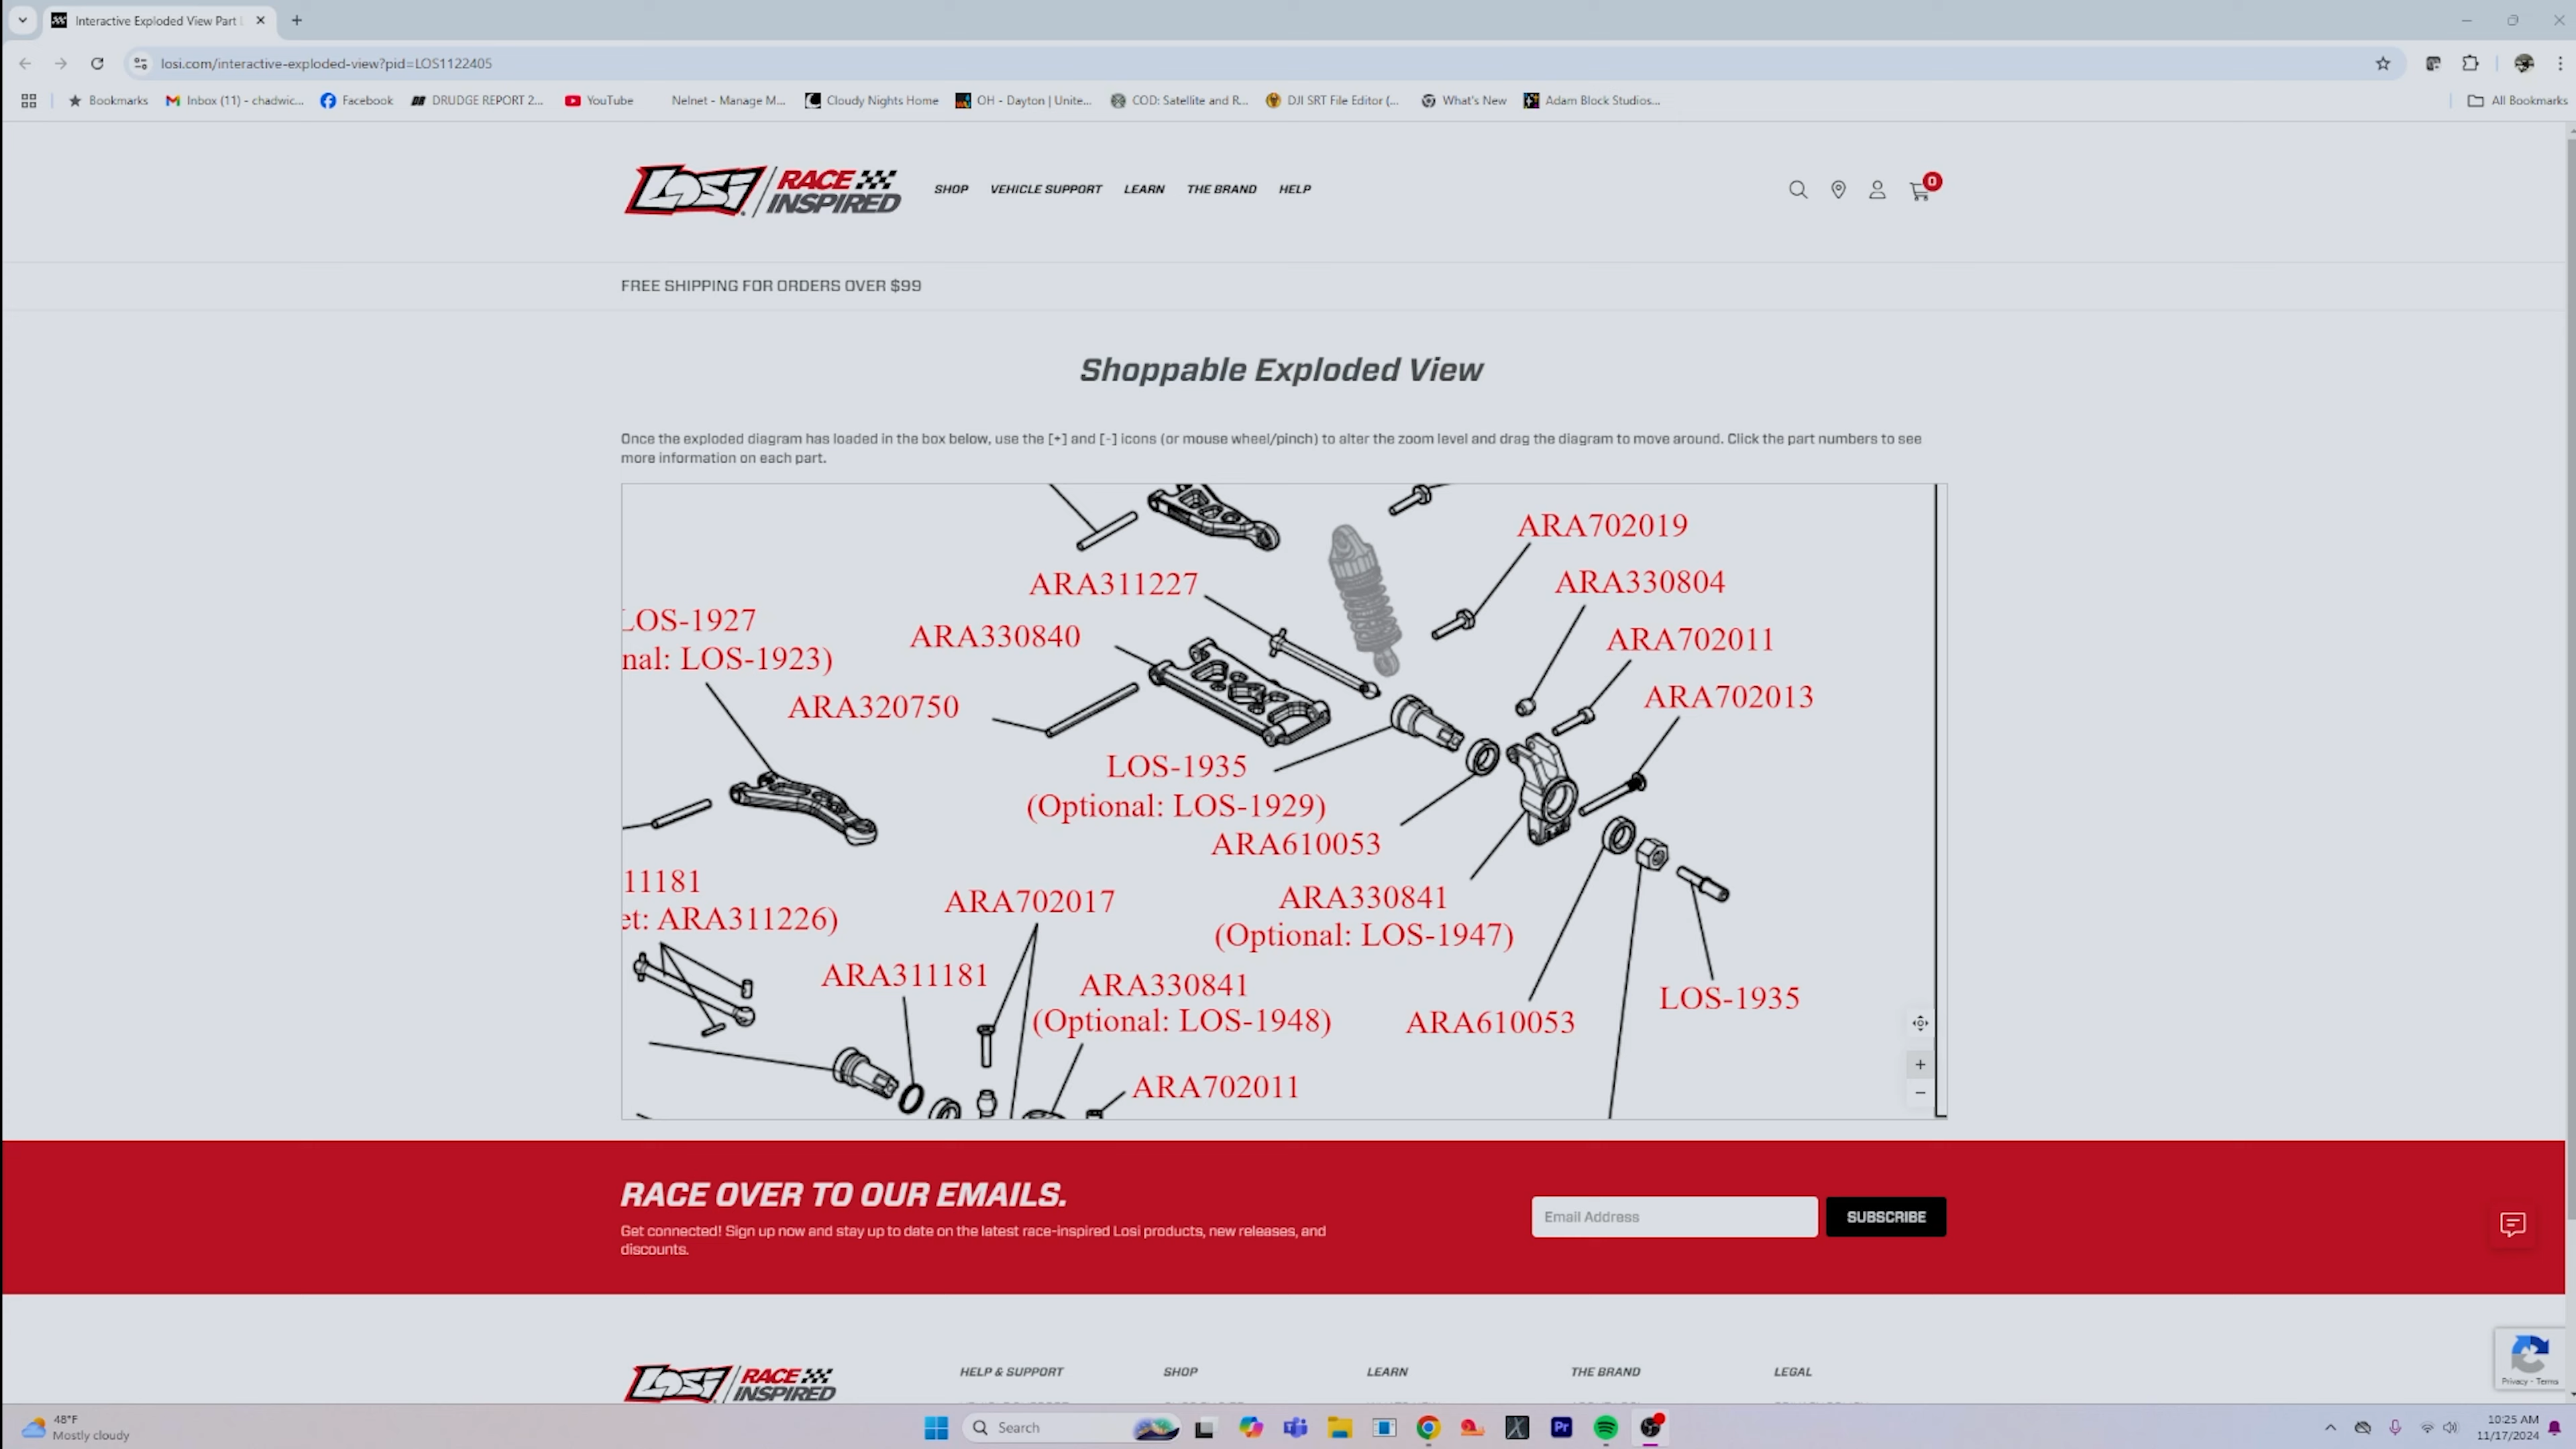 Interactive Exploded View Part
losi.com/interactive-exploded-view?pid=LOS1122405
Bookmarks
Inbox (11) - chadwic...
Facebook
DRUDGE REPORT 2...
YouTube
Nelnet - Manage M...
Cloudy Nights Home
OH - Dayton | Unite...
COD: Satellite and R...
DJI SRT File Editor (...
What's New
Adam Block Studios...
All Bookmarks
LOSI RACE INSPIRED
SHOP
VEHICLE SUPPORT
LEARN
THE BRAND
HELP
0
FREE SHIPPING FOR ORDERS OVER $99
Shoppable Exploded View
Once the exploded diagram has loaded in the box below, use the [+] and [-] icons (or mouse wheel/pinch) to alter the zoom level and drag the diagram to move around. Click the part numbers to see
more information on each part.
ARA702019
ARA330804
ARA311227
LOS-1927
nal: LOS-1923)
ARA330840
ARA702011
ARA320750
ARA702013
LOS-1935
(Optional: LOS-1929)
ARA610053
11181
et: ARA311226)
ARA702017
ARA330841
(Optional: LOS-1947)
ARA311181
ARA330841
(Optional: LOS-1948)
ARA610053
LOS-1935
ARA702011
RACE OVER TO OUR EMAILS.
Get connected! Sign up now and stay up to date on the latest race-inspired Losi products, new releases, and
discounts.
Email Address
SUBSCRIBE
LOSI RACE INSPIRED
HELP & SUPPORT
SHOP
LEARN
THE BRAND
LEGAL
Privacy - Terms
48°F
Mostly cloudy
Search
Pr
10:25 AM
11/17/2024